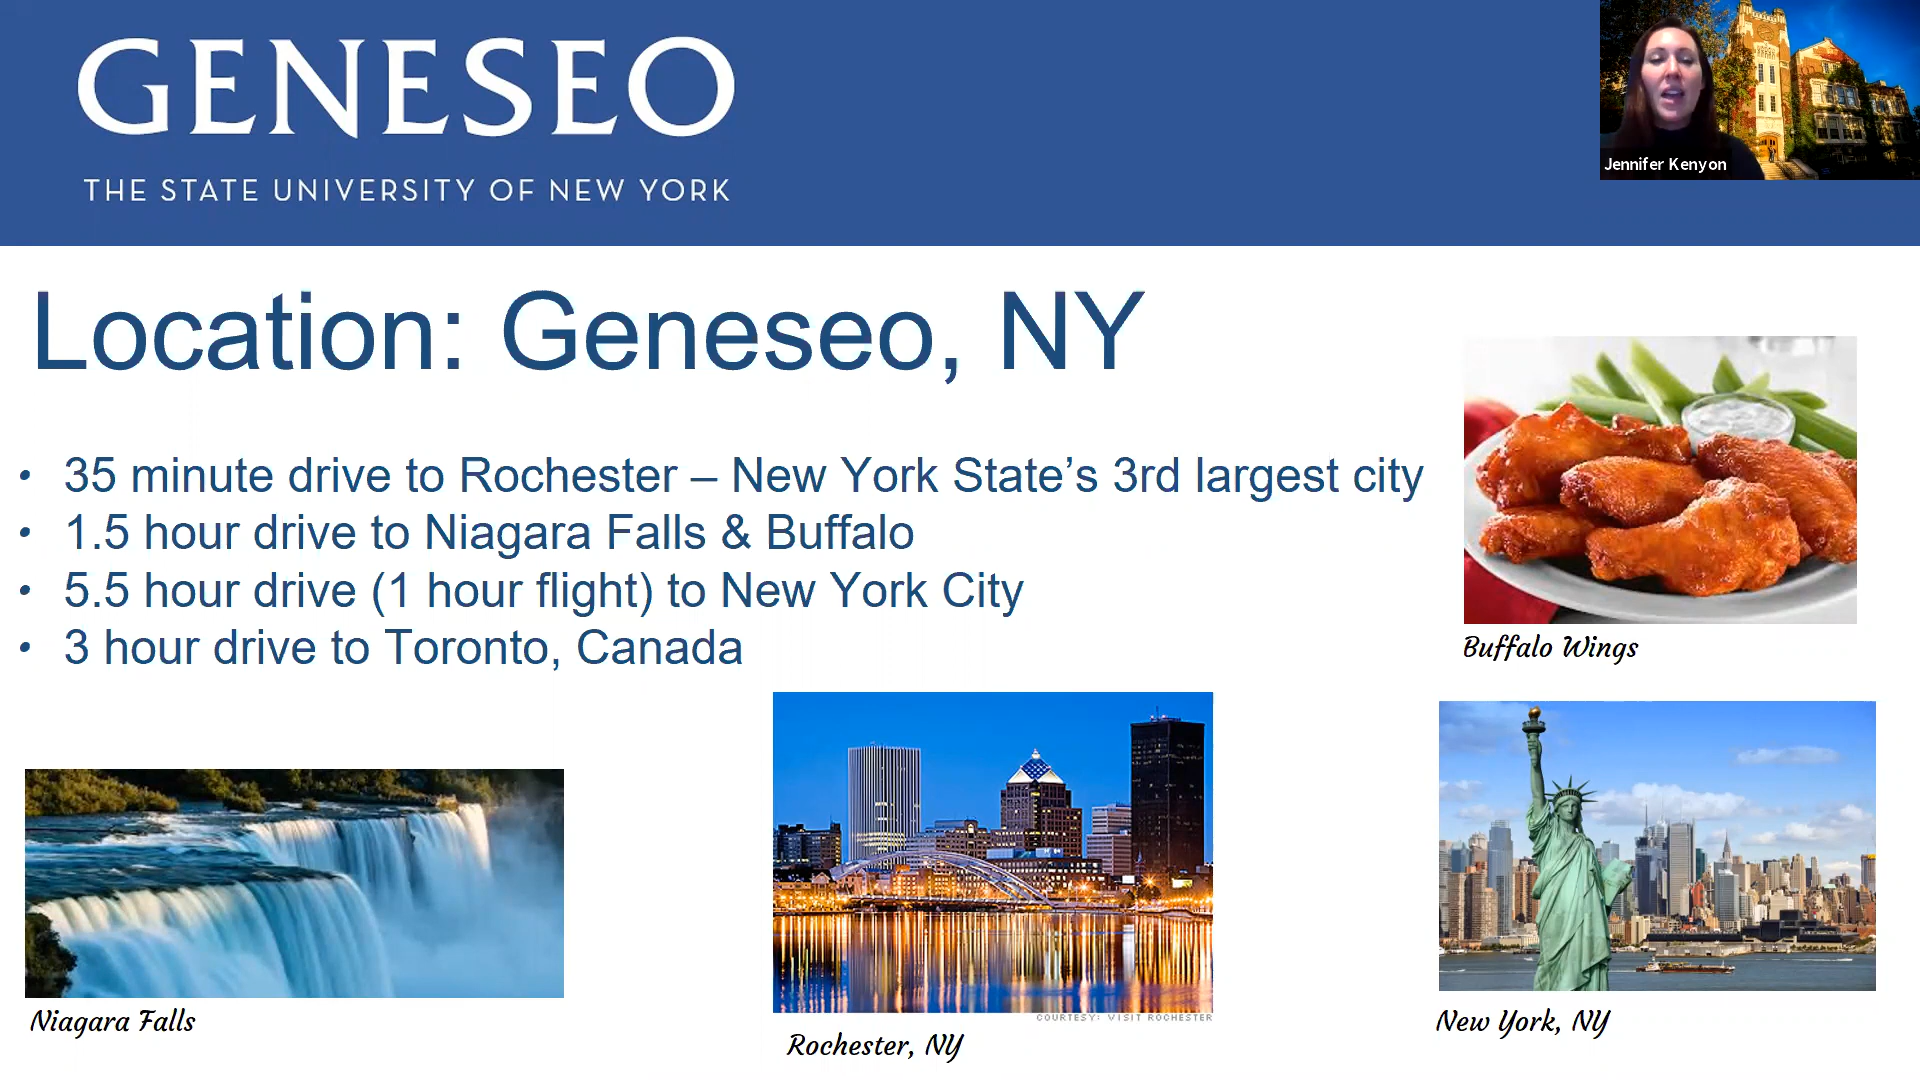 GENESEO
THE STATE UNIVERSITY OF NEW YORK
Jennifer Kenyon
Location: Geneseo, NY
• 35 minute drive to Rochester – New York State’s 3rd largest city
• 1.5 hour drive to Niagara Falls & Buffalo
• 5.5 hour drive (1 hour flight) to New York City
• 3 hour drive to Toronto, Canada
Buffalo Wings
Niagara Falls
COURTESY: VISIT ROCHESTER
Rochester, NY
New York, NY